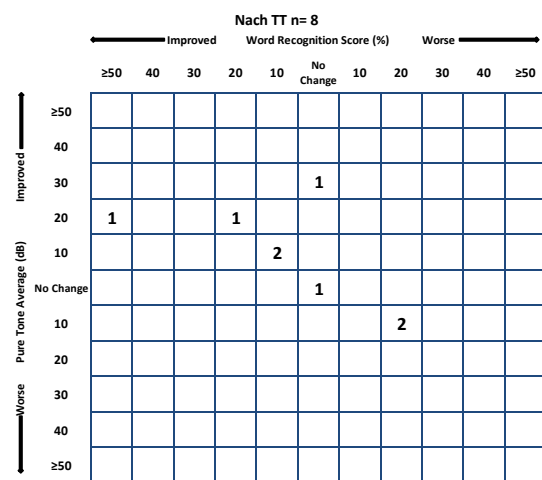 Nach TT n= 8
Improved Word Recognition Score (%) Worse
≥50 40 30 20 10 No Change 10 20 30 40 ≥50
Improved
Pure Tone Average (dB)
Worse
≥50
40
30 1
20 1 1
10 2
No Change 1
10 2
20
30
40
≥50